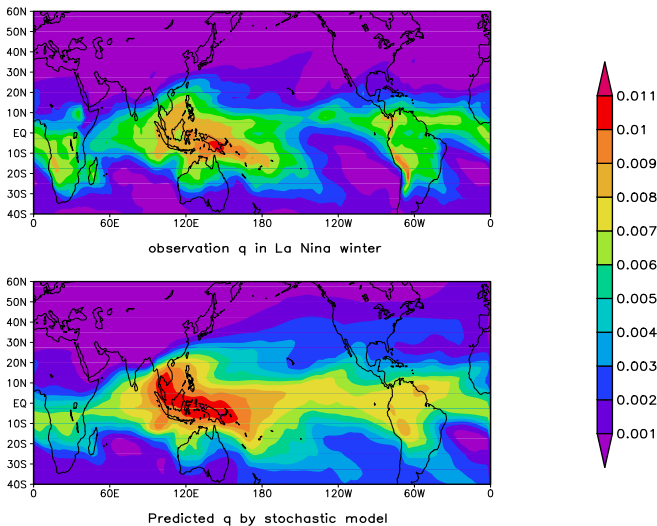 60N
50N
40N
30N
20N
10N
EQ
10S
20S
30S
40S
0 60E 120E 180 120W 60W 0
observation q in La Nina winter
60N
50N
40N
30N
20N
10N
EQ
10S
20S
30S
40S
0 60E 120E 180 120W 60W 0
Predicted q by stochastic model
0.011
0.01
0.009
0.008
0.007
0.006
0.005
0.004
0.003
0.002
0.001